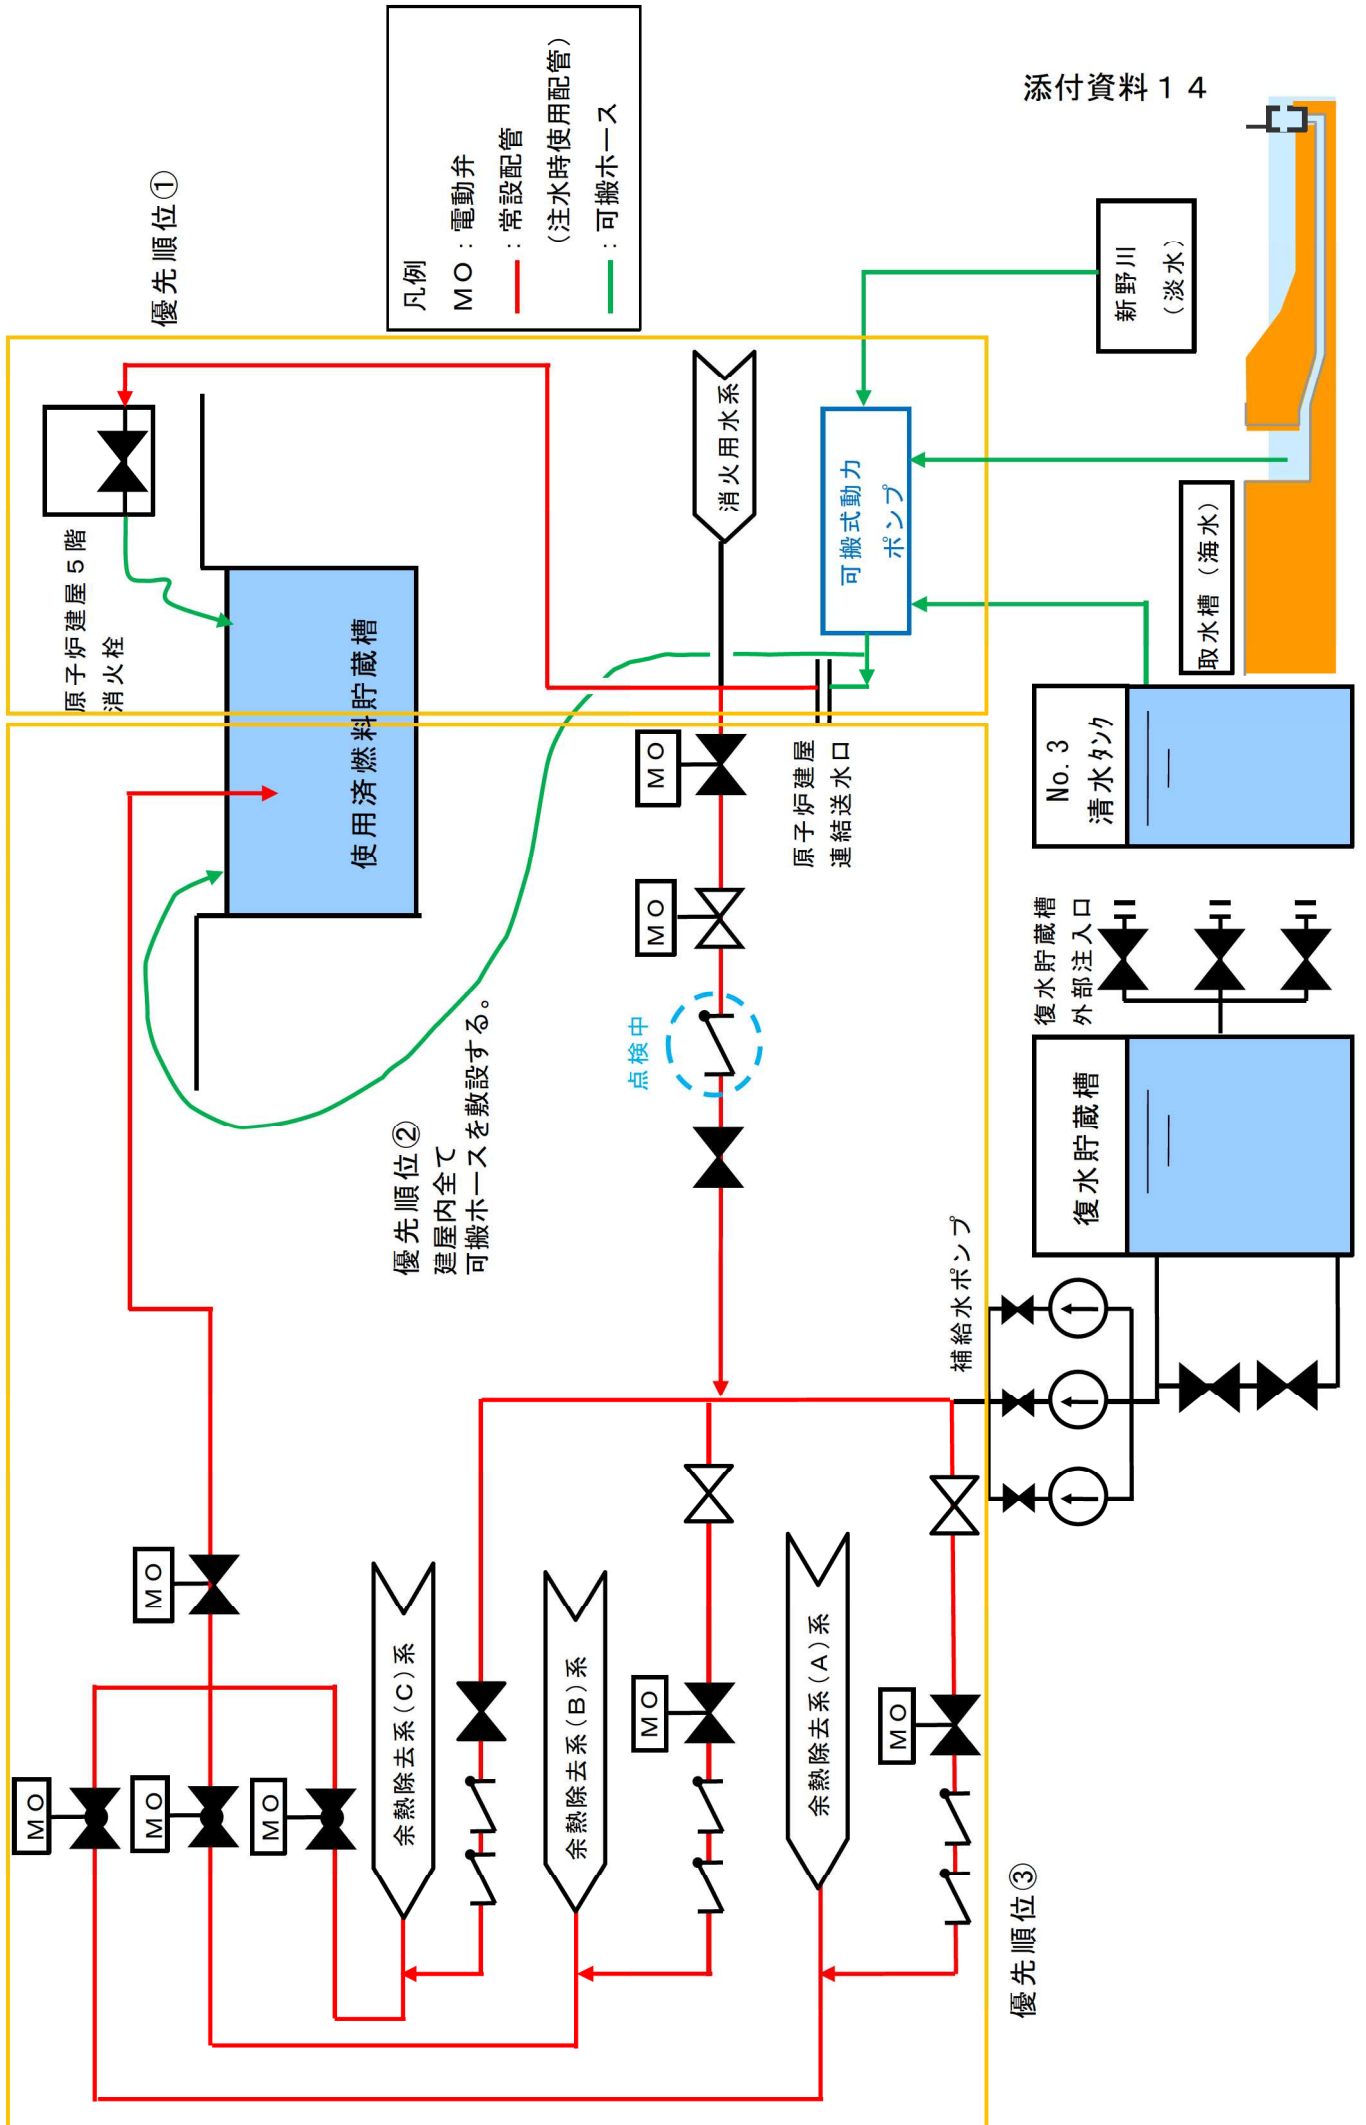 添付資料１４
優先順位①
凡例
ＭＯ：電動弁
：常設配管
（注水時使用配管）
：可搬ホース
原子炉建屋５階
消火栓
使用済燃料貯蔵槽
消火用水系
可搬式動力
ポンプ
新野川
（淡水）
取水槽（海水）
No.3
清水タンク
原子炉建屋
連結送水口
ＭＯ
ＭＯ
点検中
優先順位②
建屋内全て
可搬ホースを敷設する。
復水貯蔵槽
外部注入口
復水貯蔵槽
補給水ポンプ
ＭＯ
ＭＯ
ＭＯ
ＭＯ
余熱除去系（Ｃ）系
余熱除去系（Ｂ）系
ＭＯ
余熱除去系（Ａ）系
ＭＯ
優先順位③